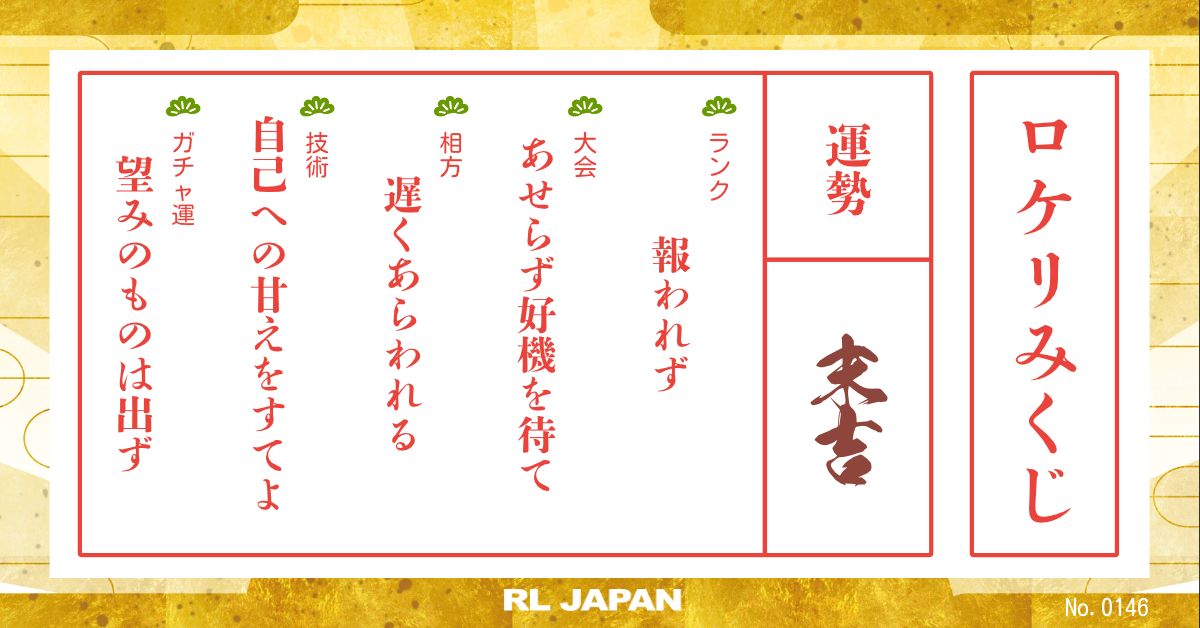 ロケリみくじ
運勢
末吉
ランク
報われず
大会
あせらず好機を待て
相方
遅くあらわれる
技術
自己への甘えをすてよ
ガチャ運
望みのものは出ず
RL JAPAN
No. 0146